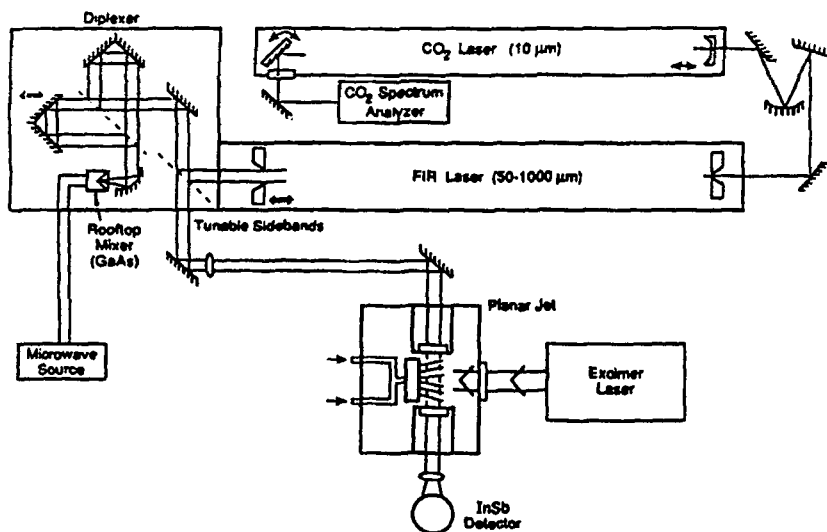 Diplexer
CO₂ Laser (10 μm)
CO₂ Spectrum
Analyzer
FIR Laser (50-1000 μm)
Rooftop
Mixer
(GaAs)
Tunable Sidebands
Microwave
Source
Planar Jet
Excimer
Laser
InSb
Detector